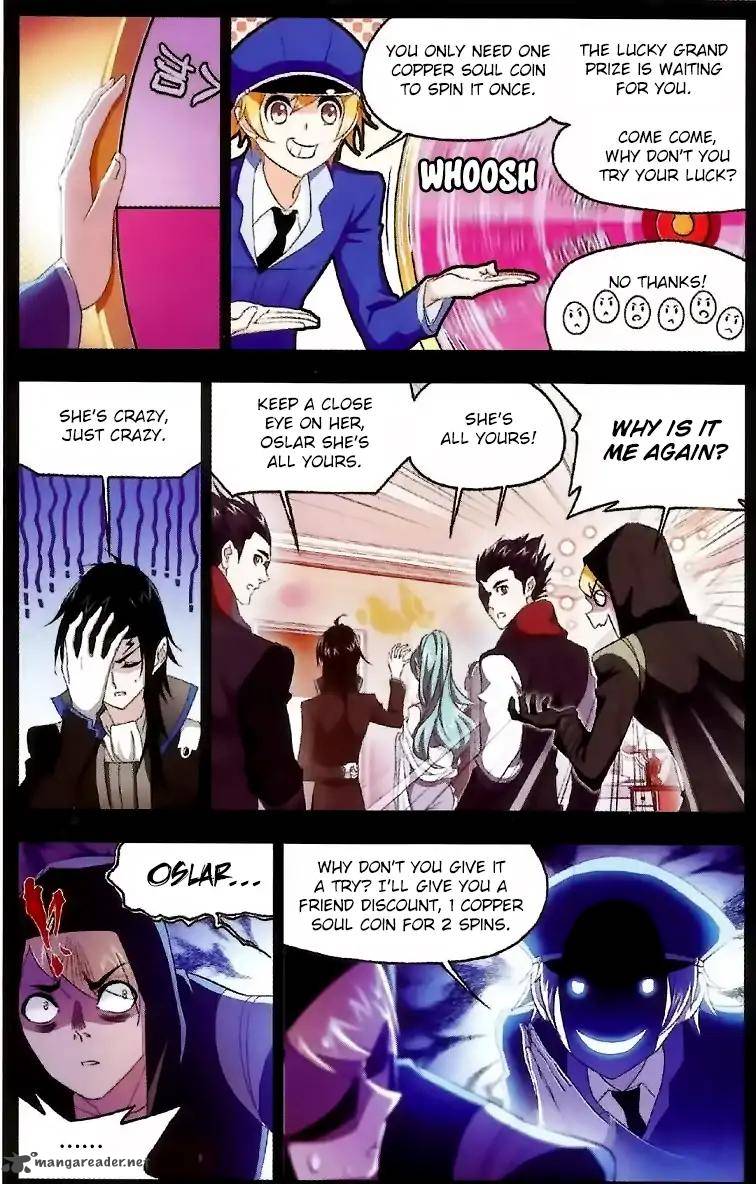 YOU ONLY NEED ONE
COPPER SOUL COIN
TO SPIN IT ONCE.
THE LUCKY GRAND
PRIZE IS WAITING
FOR YOU.
COME COME,
WHY DON'T YOU
TRY YOUR LUCK?
WHOOSH
NO THANKS!
SHE'S CRAZY,
JUST CRAZY.
KEEP A CLOSE
EYE ON HER,
OSLAR SHE'S
ALL YOURS.
SHE'S
ALL YOURS!
WHY IS IT
ME AGAIN?
OSLAR...
......
WHY DON'T YOU GIVE IT
A TRY? I'LL GIVE YOU A
FRIEND DISCOUNT, 1 COPPER
SOUL COIN FOR 2 SPINS.
mangareader.net